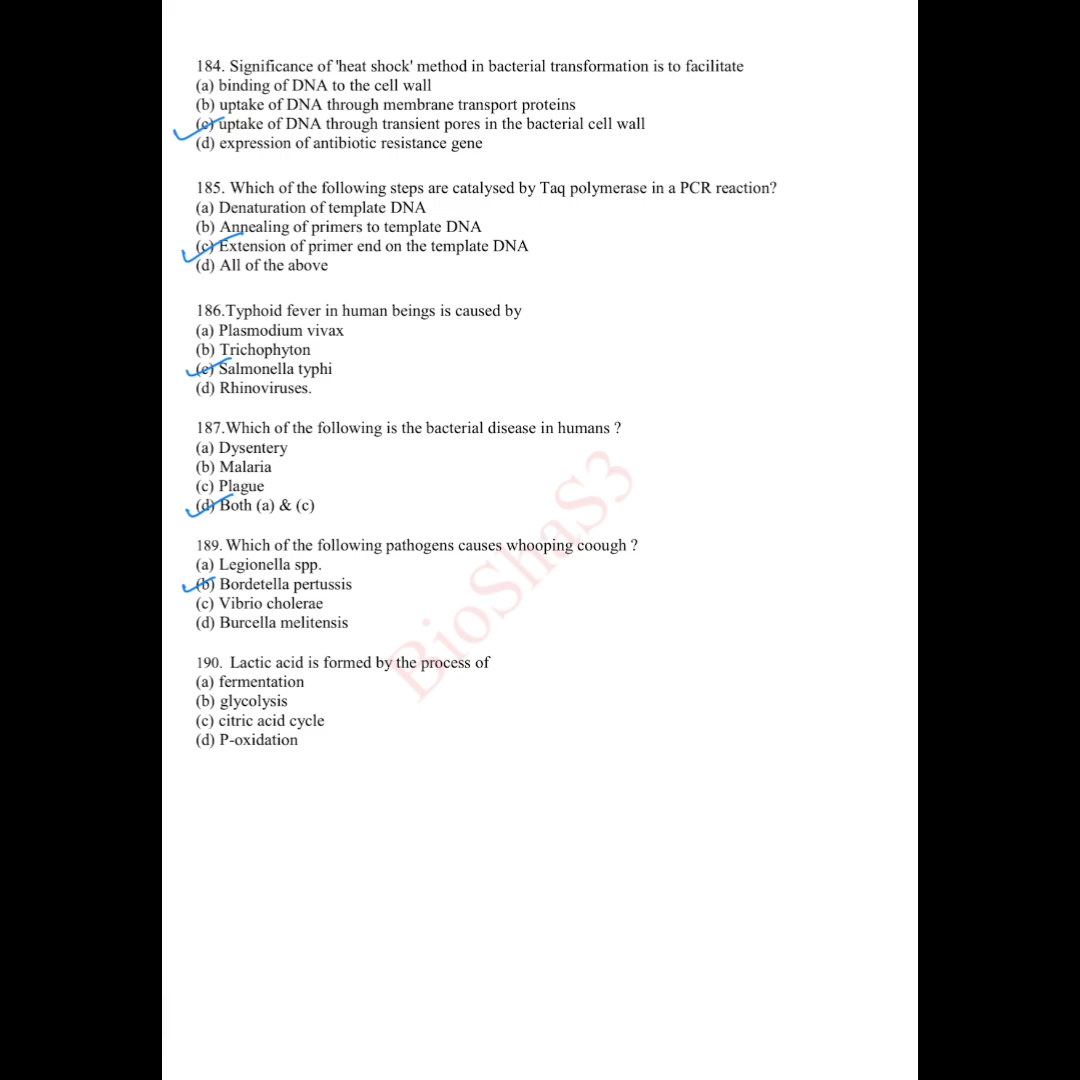 184. Significance of 'heat shock' method in bacterial transformation is to facilitate
(a) binding of DNA to the cell wall
(b) uptake of DNA through membrane transport proteins
(c) uptake of DNA through transient pores in the bacterial cell wall
(d) expression of antibiotic resistance gene
185. Which of the following steps are catalysed by Taq polymerase in a PCR reaction?
(a) Denaturation of template DNA
(b) Annealing of primers to template DNA
(c) Extension of primer end on the template DNA
(d) All of the above
186.Typhoid fever in human beings is caused by
(a) Plasmodium vivax
(b) Trichophyton
(c) Salmonella typhi
(d) Rhinoviruses.
187.Which of the following is the bacterial disease in humans ?
(a) Dysentery
(b) Malaria
(c) Plague
(d) Both (a) & (c)
189. Which of the following pathogens causes whooping coough ?
(a) Legionella spp.
(b) Bordetella pertussis
(c) Vibrio cholerae
(d) Burcella melitensis
190. Lactic acid is formed by the process of
(a) fermentation
(b) glycolysis
(c) citric acid cycle
(d) P-oxidation
BioShaS3